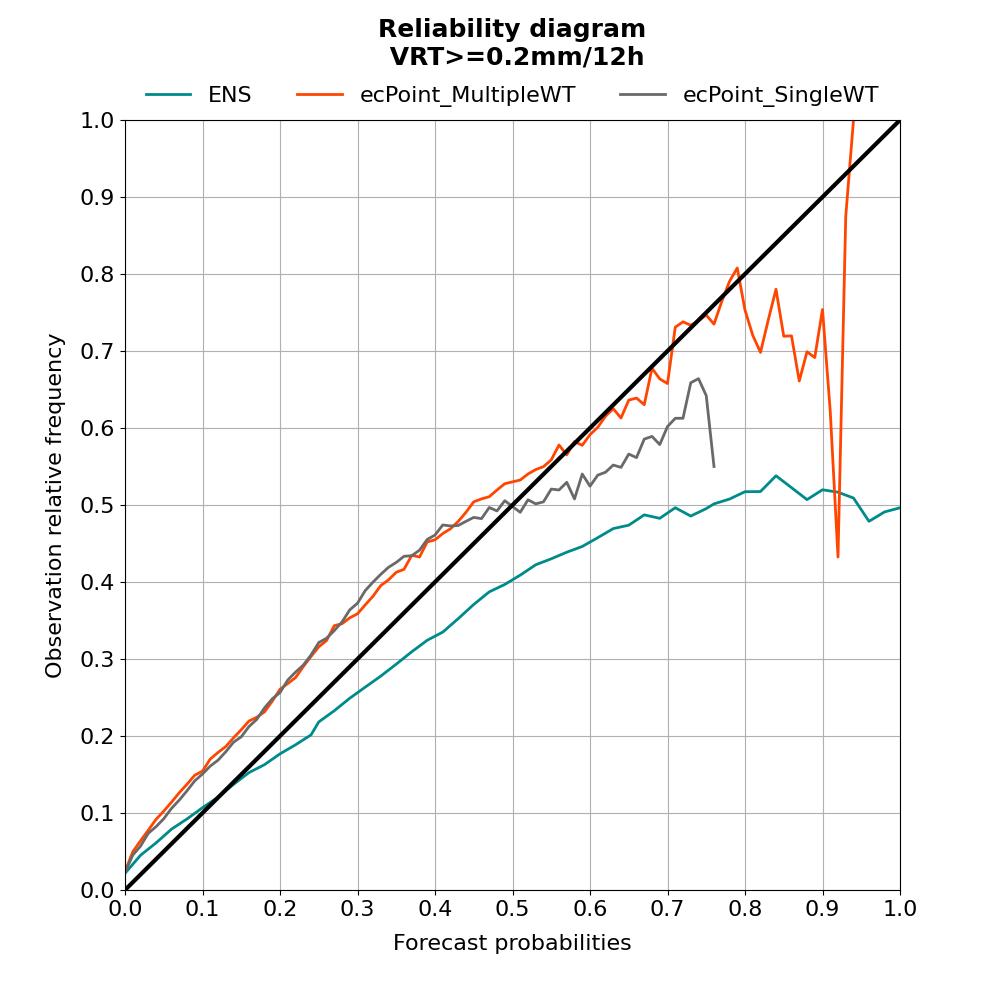 Reliability diagram
VRT>=0.2mm/12h
ENS ecPoint_MultipleWT ecPoint_SingleWT
1.0
0.9
0.8
0.7
0.6
0.5
0.4
0.3
0.2
0.1
0.0
Observation relative frequency
0.0 0.1 0.2 0.3 0.4 0.5 0.6 0.7 0.8 0.9 1.0
Forecast probabilities